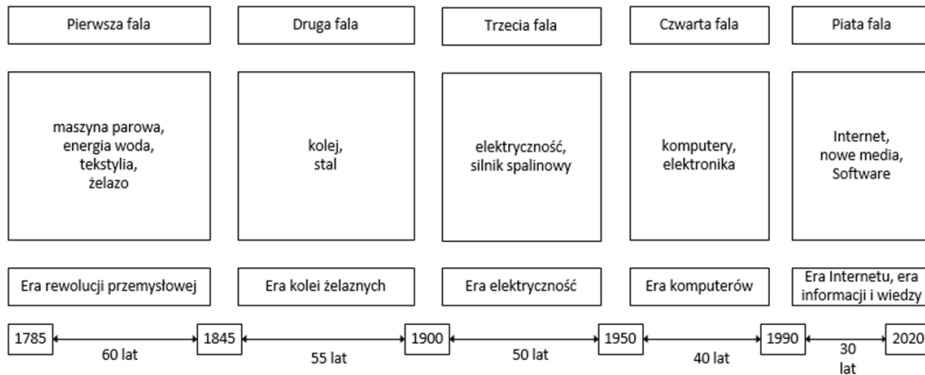 Pierwsza fala
Druga fala
Trzecia fala
Czwarta fala
Piata fala
maszyna parowa,
energia woda,
tekstylia,
żelazo
kolej,
stal
elektryczność,
silnik spalinowy
komputery,
elektronika
Internet,
nowe media,
Software
Era rewolucji przemysłowej
Era kolei żelaznych
Era elektryczność
Era komputerów
Era Internetu, era
informacji i wiedzy
1785
60 lat
1845
55 lat
1900
50 lat
1950
40 lat
1990
30
lat
2020